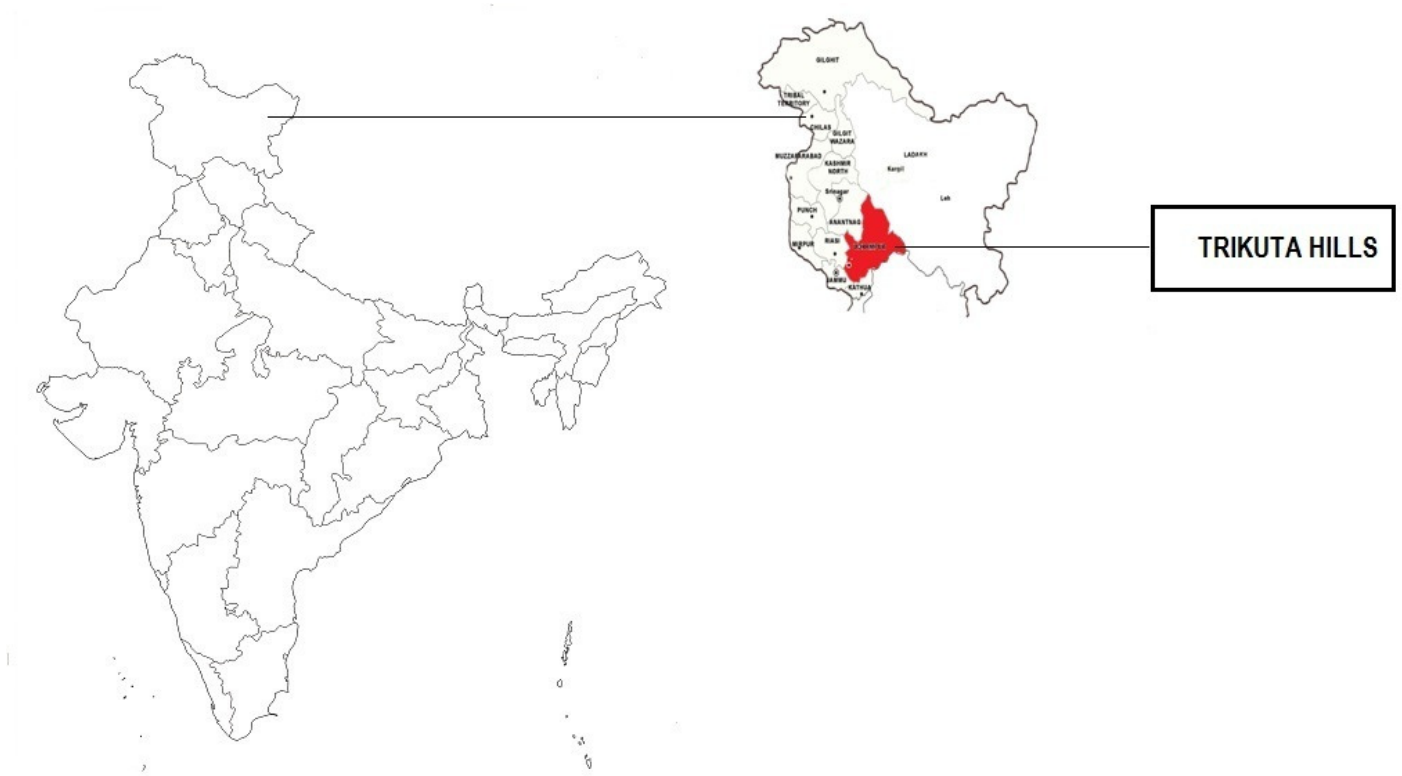 GILGHIT
TRIBAL
TERRITORY
CHILAS
GILGIT
WAZARA
MUZZAFARABAD
LADAKH
KASHMIR
NORTH
Kargil
Srinagar
Leh
PUNCH
ANANTNAG
RIASI
MIRPUR
TRIKUTA HILLS
JAMMU
KATHUA